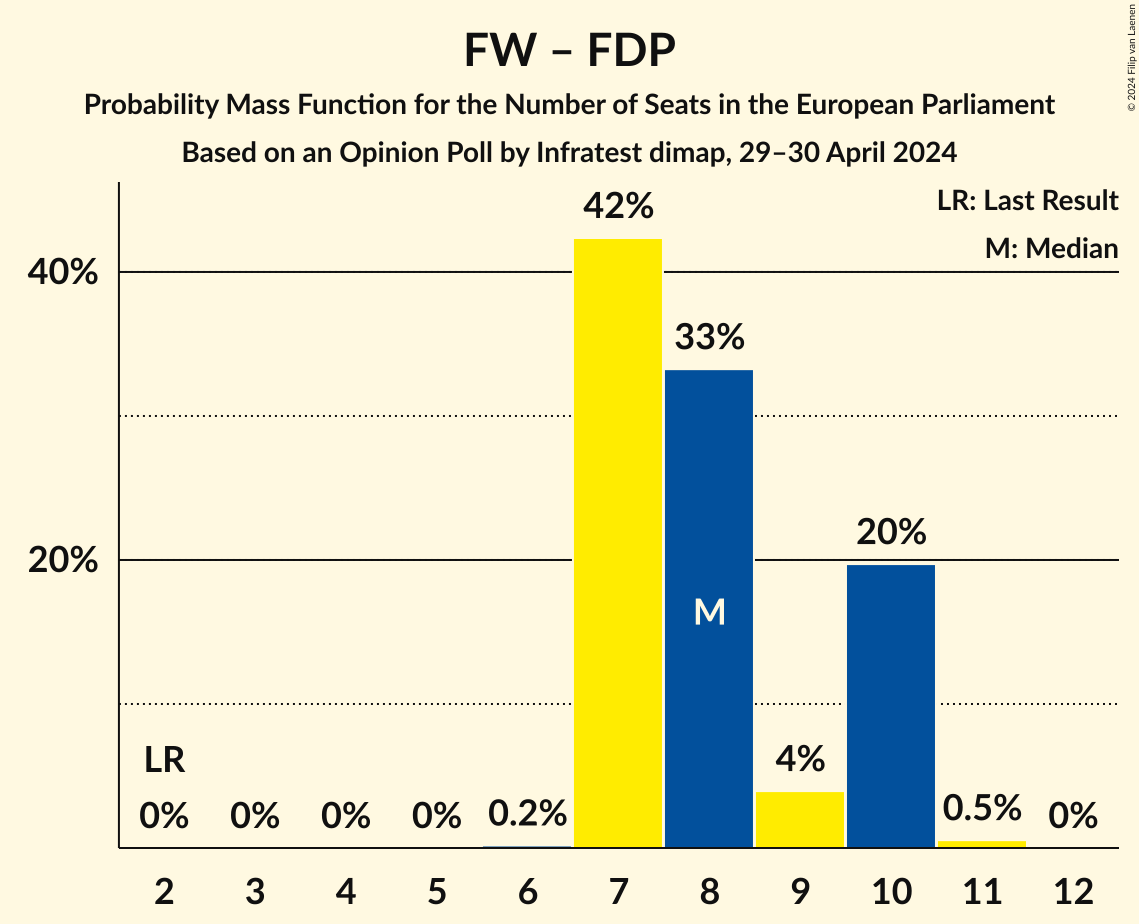 FW – FDP
Probability Mass Function for the Number of Seats in the European Parliament
Based on an Opinion Poll by Infratest dimap, 29–30 April 2024
© 2024 Filip van Laenen
LR: Last Result
M: Median
42%
40%
33%
20%
20%
M
LR
4%
0%
0%
0%
0%
0.2%
0.5%
0%
2 3 4 5 6 7 8 9 10 11 12